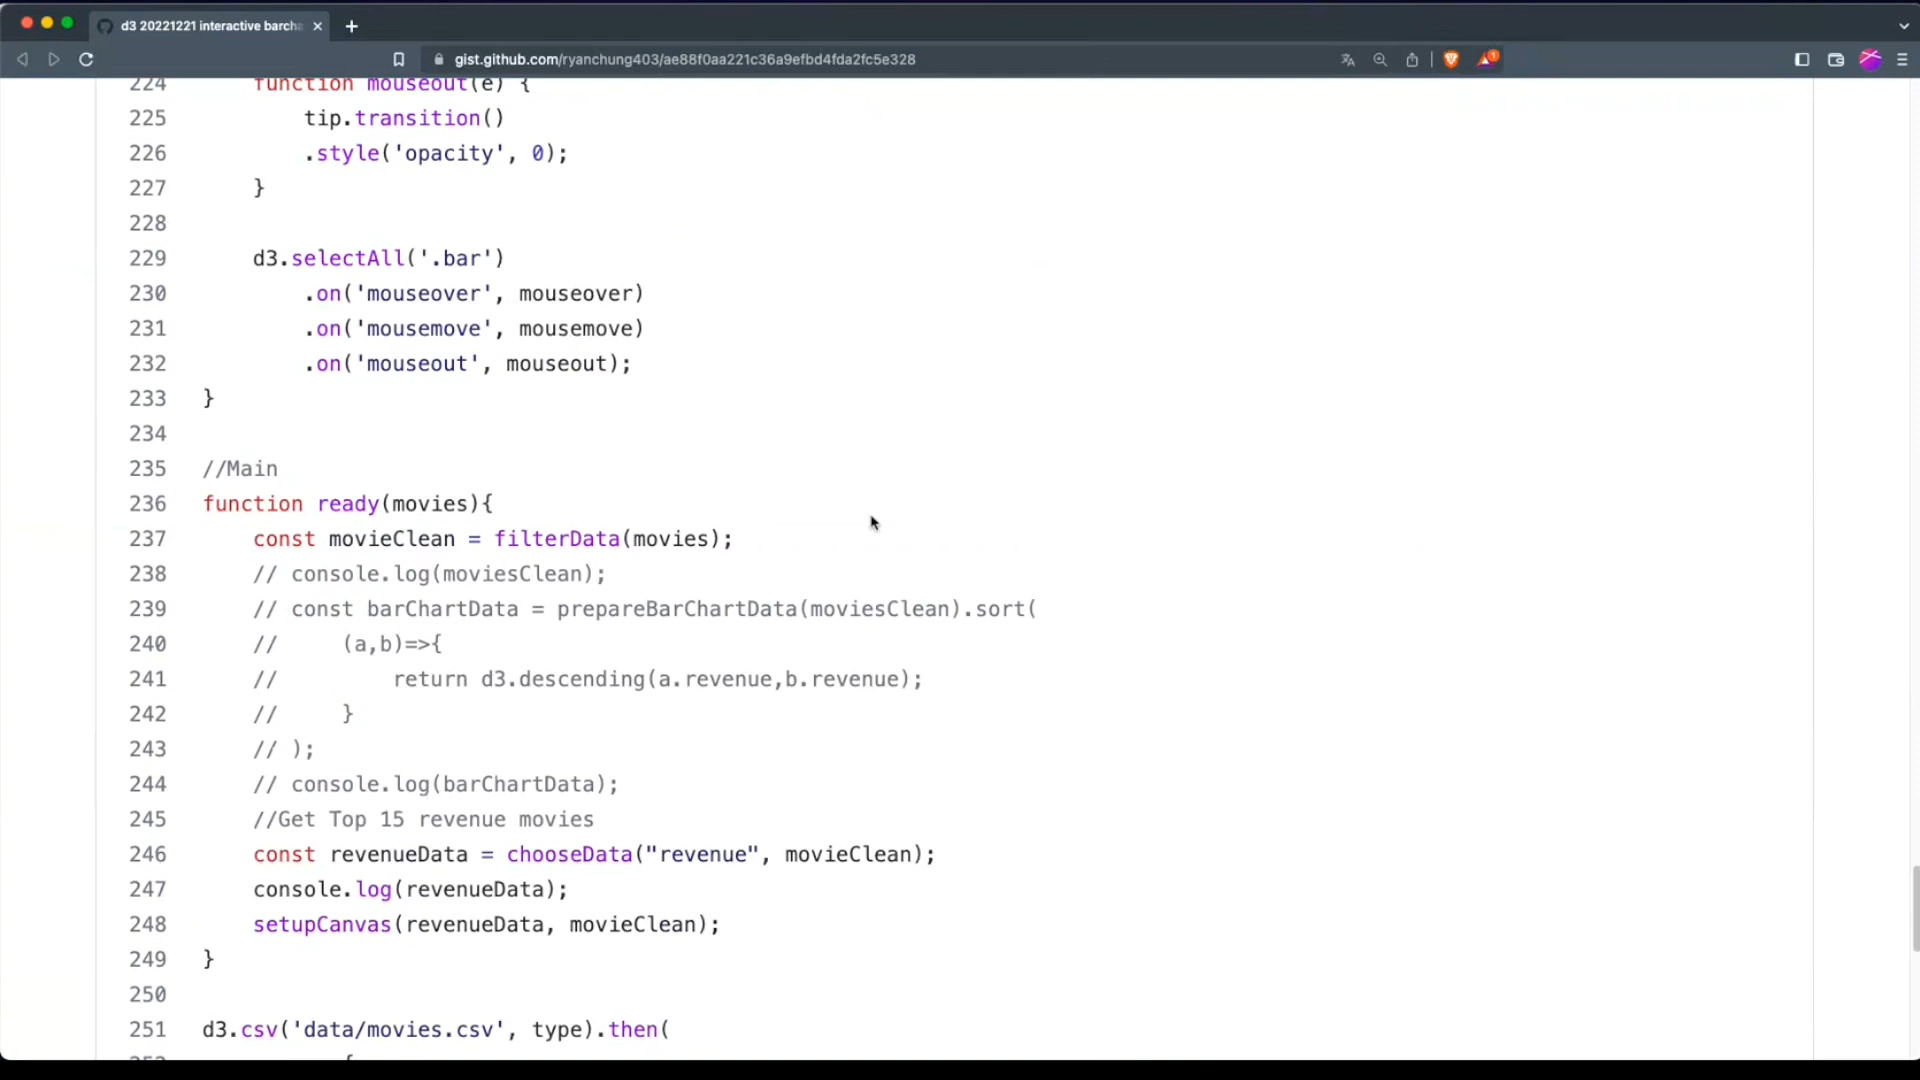 d3 20221221 interactive barcha
gist.github.com/ryanchung403/ae88f0aa221c36a9efbd4fda2fc5e328
1
224 function mouseout(e) {
225 tip.transition()
226 .style('opacity', 0);
227 }
228
229 d3.selectAll('.bar')
230 .on('mouseover', mouseover)
231 .on('mousemove', mousemove)
232 .on('mouseout', mouseout);
233 }
234
235 //Main
236 function ready(movies){
237 const movieClean = filterData(movies);
238 // console.log(moviesClean);
239 // const barChartData = prepareBarChartData(moviesClean).sort(
240 // (a,b)=>{
241 // return d3.descending(a.revenue,b.revenue);
242 // }
243 // );
244 // console.log(barChartData);
245 //Get Top 15 revenue movies
246 const revenueData = chooseData("revenue", movieClean);
247 console.log(revenueData);
248 setupCanvas(revenueData, movieClean);
249 }
250
251 d3.csv('data/movies.csv', type).then(